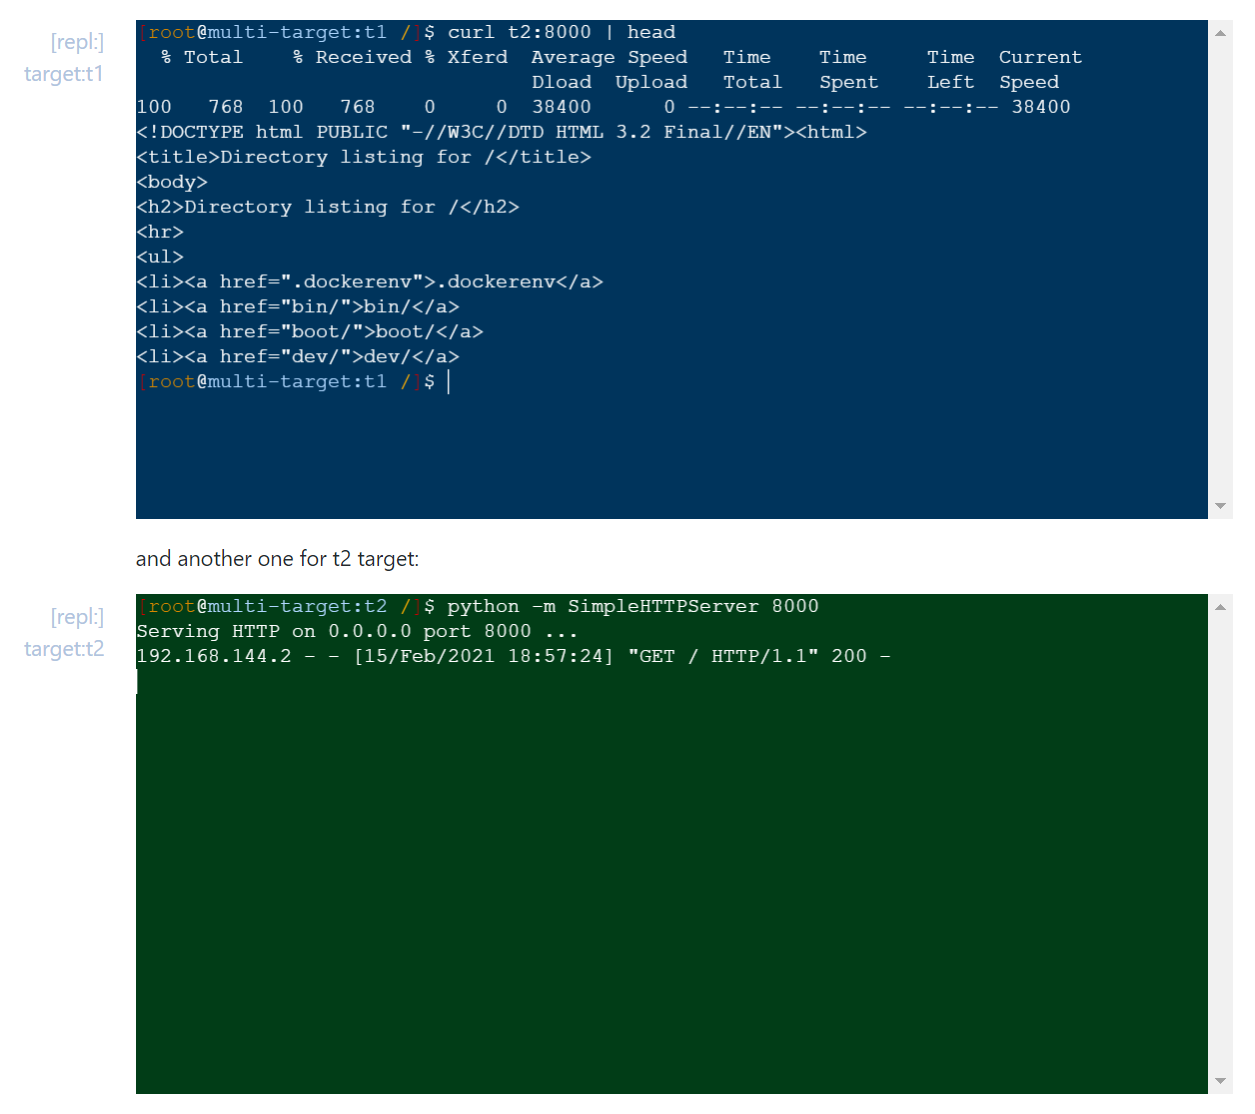 [repl:]
target:t1
[root@multi-target:t1 /]$ curl t2:8000 | head
  % Total    % Received % Xferd  Average Speed   Time    Time     Time  Current
                                 Dload  Upload   Total   Spent    Left  Speed
100   768  100   768    0     0  38400      0 --:--:-- --:--:-- --:--:-- 38400
<!DOCTYPE html PUBLIC "-//W3C//DTD HTML 3.2 Final//EN"><html>
<title>Directory listing for /</title>
<body>
<h2>Directory listing for /</h2>
<hr>
<ul>
<li><a href=".dockerenv">.dockerenv</a>
<li><a href="bin/">bin/</a>
<li><a href="boot/">boot/</a>
<li><a href="dev/">dev/</a>
[root@multi-target:t1 /]$
and another one for t2 target:
[repl:]
target:t2
[root@multi-target:t2 /]$ python -m SimpleHTTPServer 8000
Serving HTTP on 0.0.0.0 port 8000 ...
192.168.144.2 - - [15/Feb/2021 18:57:24] "GET / HTTP/1.1" 200 -